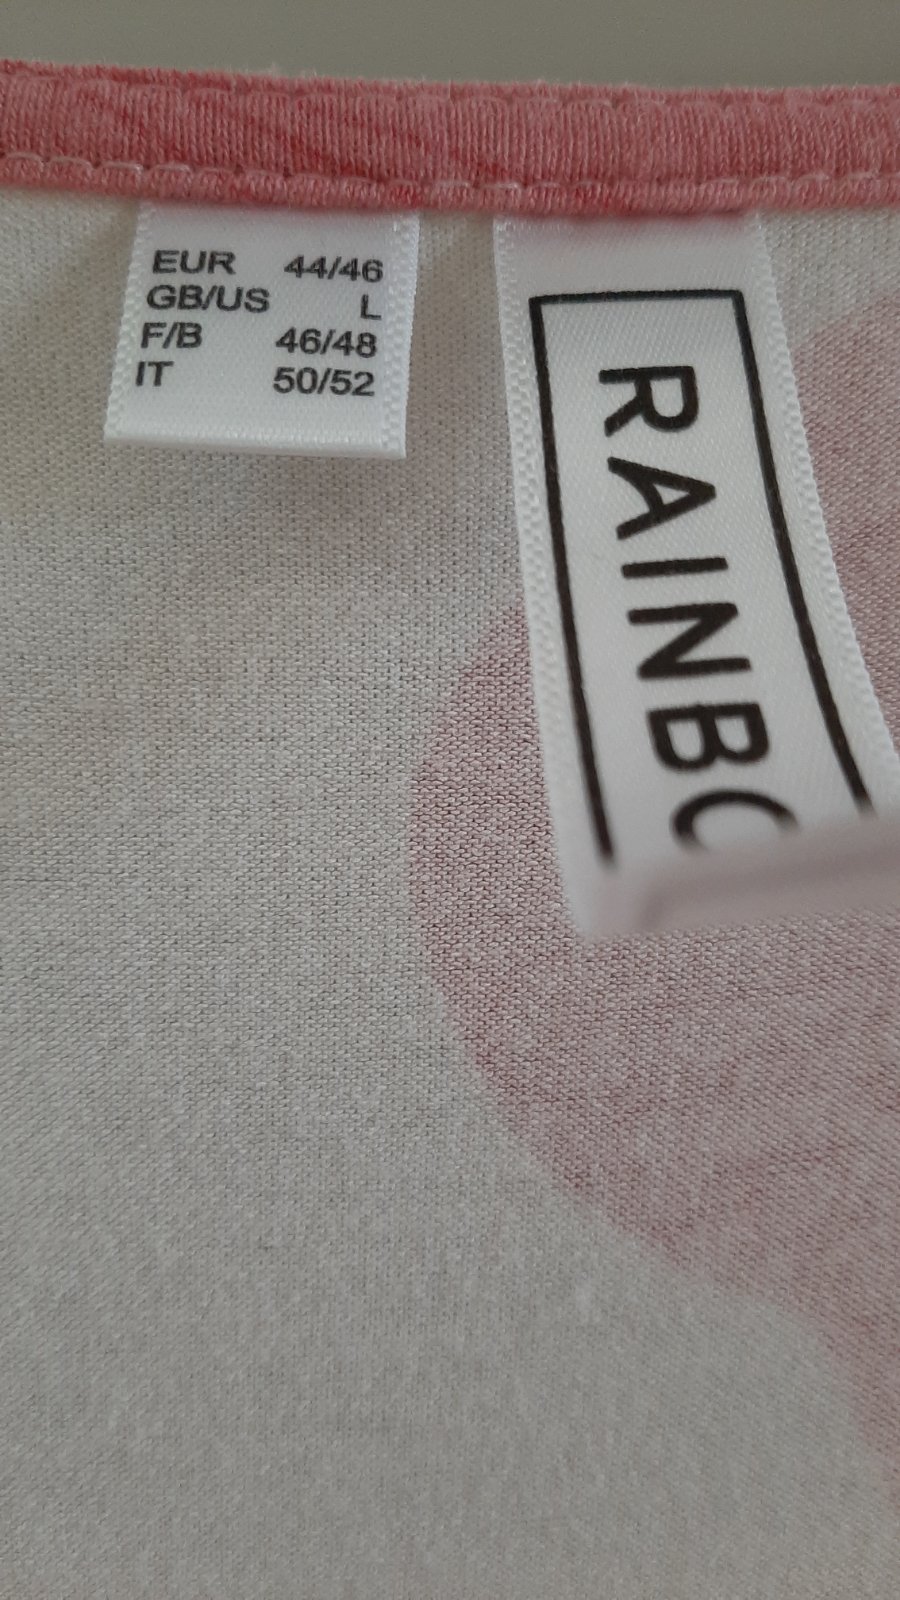 EUR 44/46
GB/US L
F/B 46/48
IT 50/52
RAINBO